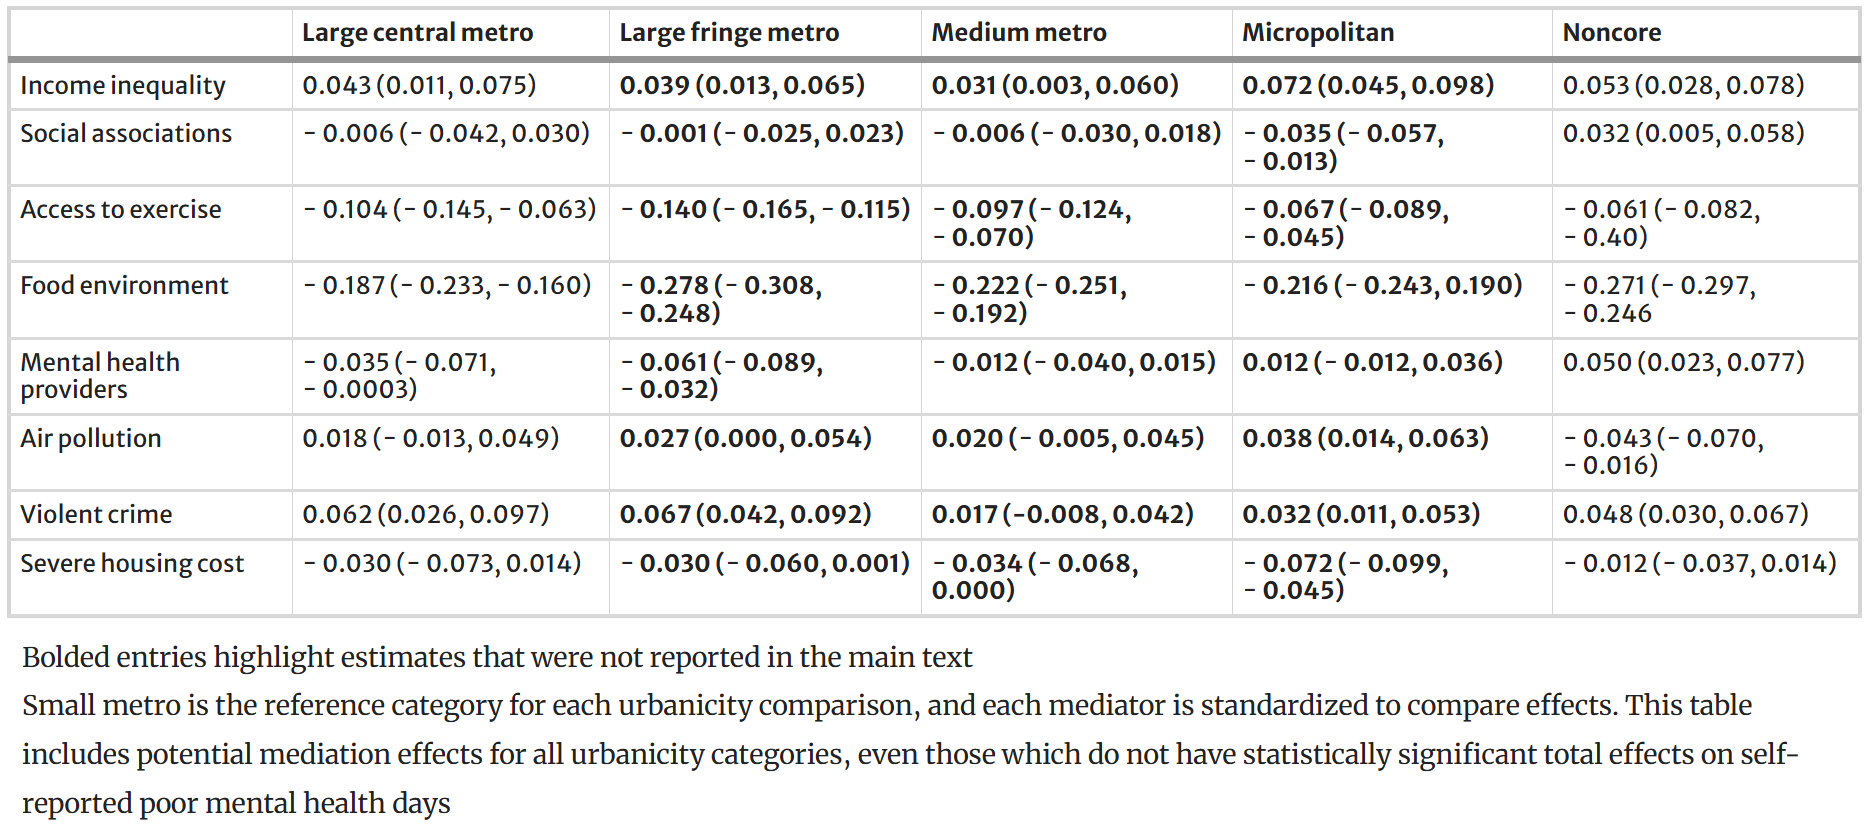 Large central metro Large fringe metro Medium metro Micropolitan Noncore
Income inequality 0.043 (0.011, 0.075) 0.039 (0.013, 0.065) 0.031 (0.003, 0.060) 0.072 (0.045, 0.098) 0.053 (0.028, 0.078)
Social associations − 0.006 (− 0.042, 0.030) − 0.001 (− 0.025, 0.023) − 0.006 (− 0.030, 0.018) − 0.035 (− 0.057, 0.032 (0.005, 0.058)
− 0.013)
Access to exercise − 0.104 (− 0.145, − 0.063) − 0.140 (− 0.165, − 0.115) − 0.097 (− 0.124, − 0.067 (− 0.089, − 0.061 (− 0.082,
− 0.070) − 0.045) − 0.40)
Food environment − 0.187 (− 0.233, − 0.160) − 0.278 (− 0.308, − 0.222 (− 0.251, − 0.216 (− 0.243, 0.190) − 0.271 (− 0.297,
− 0.248) − 0.192) − 0.246
Mental health − 0.035 (− 0.071, − 0.061 (− 0.089, − 0.012 (− 0.040, 0.015) 0.012 (− 0.012, 0.036) 0.050 (0.023, 0.077)
providers − 0.0003) − 0.032)
Air pollution 0.018 (− 0.013, 0.049) 0.027 (0.000, 0.054) 0.020 (− 0.005, 0.045) 0.038 (0.014, 0.063) − 0.043 (− 0.070,
− 0.016)
Violent crime 0.062 (0.026, 0.097) 0.067 (0.042, 0.092) 0.017 (−0.008, 0.042) 0.032 (0.011, 0.053) 0.048 (0.030, 0.067)
Severe housing cost − 0.030 (− 0.073, 0.014) − 0.030 (− 0.060, 0.001) − 0.034 (− 0.068, − 0.072 (− 0.099, − 0.012 (− 0.037, 0.014)
0.000) − 0.045)
Bolded entries highlight estimates that were not reported in the main text
Small metro is the reference category for each urbanicity comparison, and each mediator is standardized to compare effects. This table
includes potential mediation effects for all urbanicity categories, even those which do not have statistically significant total effects on self-
reported poor mental health days